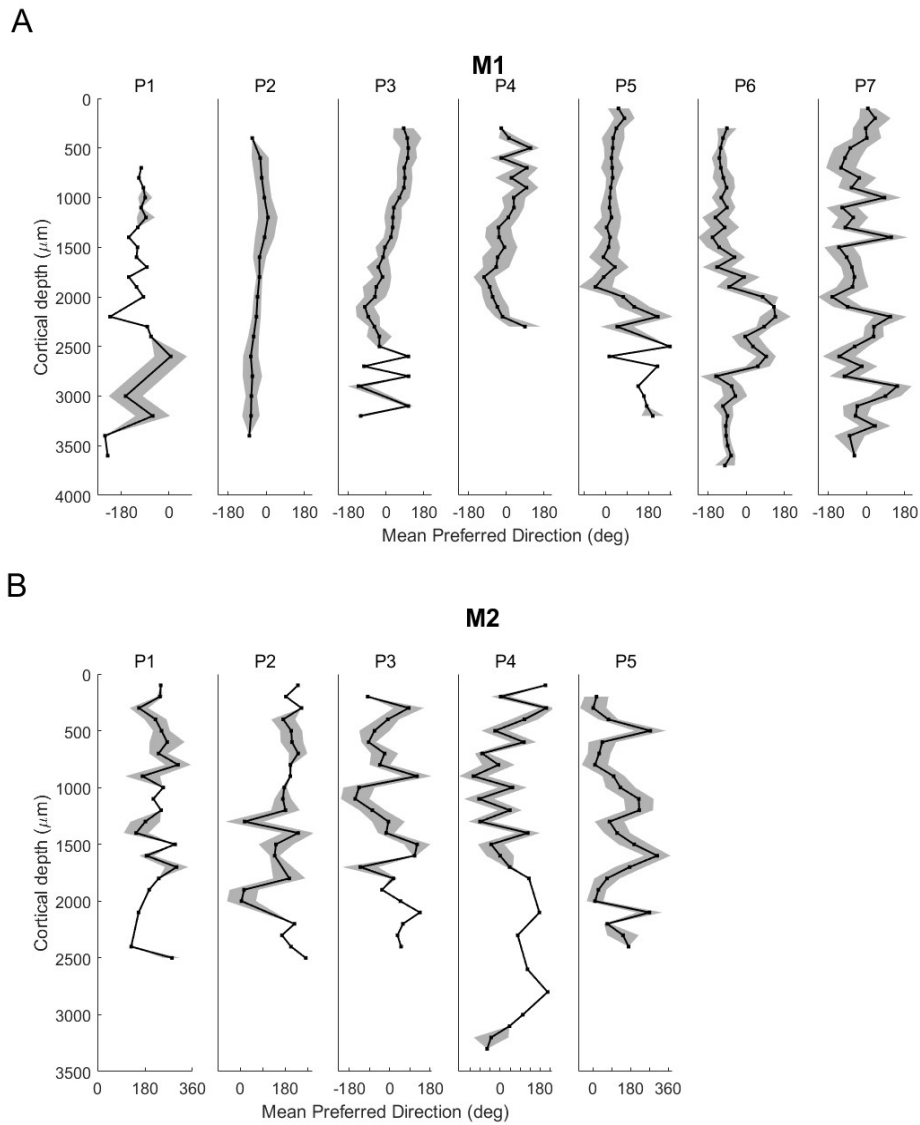 A
M1
P1 P2 P3 P4 P5 P6 P7
0
500
1000
1500
2000
2500
3000
3500
4000
Cortical depth (μm)
-180 0 -180 0 -180 0 180 -180 0 180 0 180 -180 0 180 -180 0 180
Mean Preferred Direction (deg)
B
M2
P1 P2 P3 P4 P5
0
500
1000
1500
2000
2500
3000
3500
Cortical depth (μm)
0 180 360 0 180 -180 0 180 0 180 0 180 360
Mean Preferred Direction (deg)